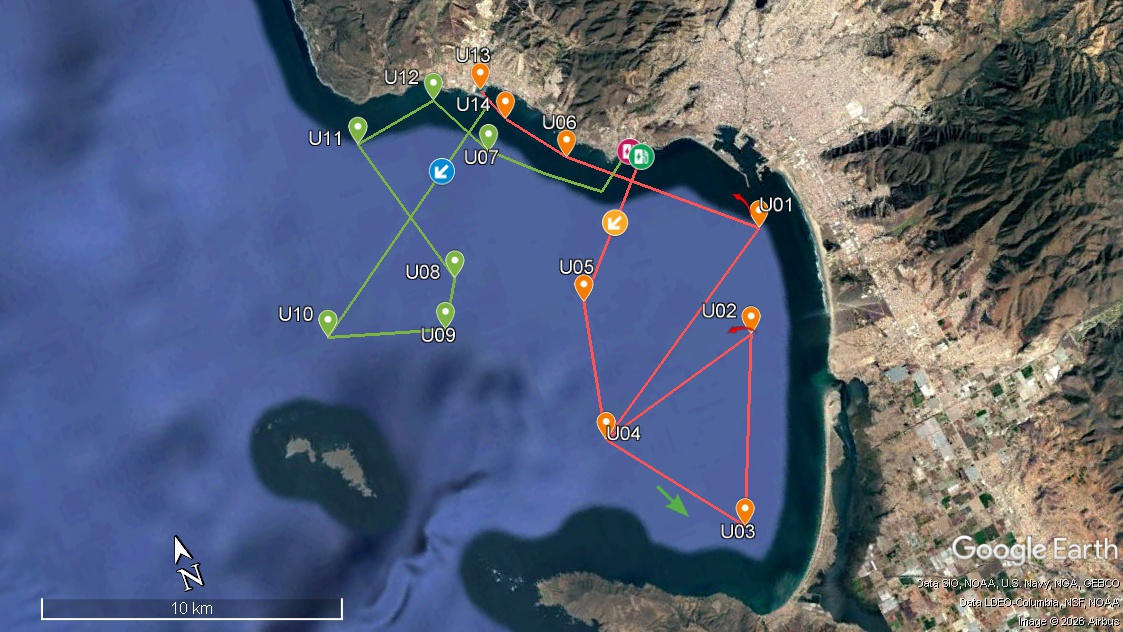 U13
U12
U14
U06
U11
U07
U01
U05
U08
U02
U10
U09
U04
U03
N
10 km
Google Earth
Data SIO, NOAA, U.S. Navy, NGA, GEBCO
Data LDEO-Columbia, NSF, NOAA
Image © 2026 Airbus